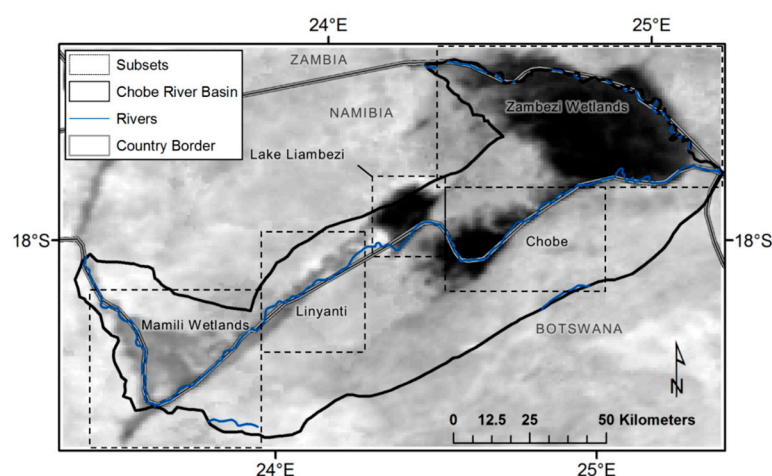 24°E
25°E
Subsets
Chobe River Basin
Rivers
Country Border
ZAMBIA
NAMIBIA
Zambezi Wetlands
Lake Liambezi
18°S
18°S
Chobe
Linyanti
Mamili Wetlands
BOTSWANA
N
0 12.5 25 50 Kilometers
24°E
25°E